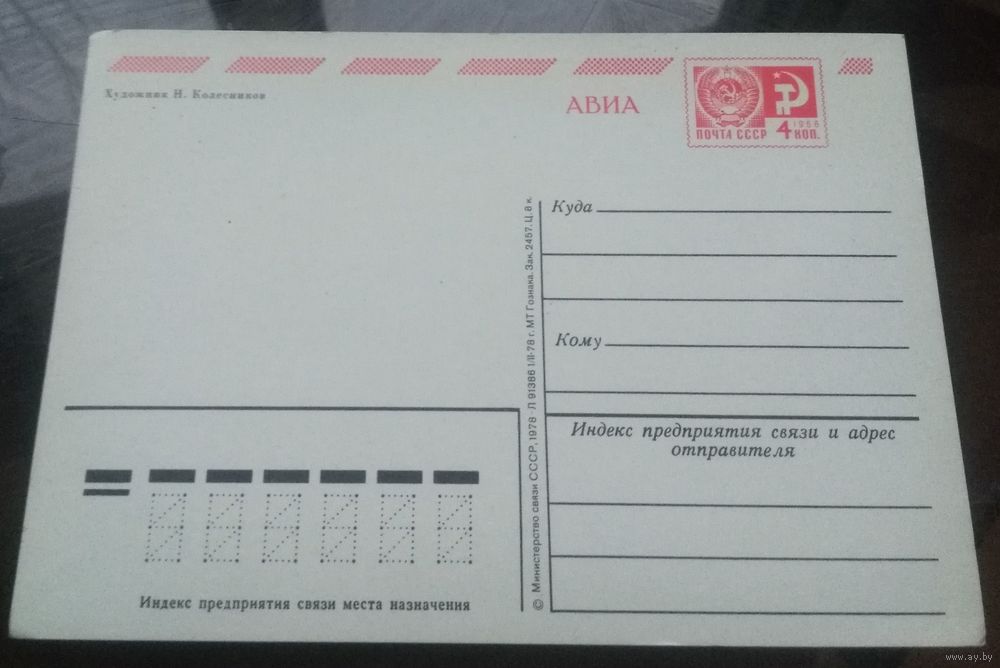 Художник Н. Колесников
АВИА
ПОЧТА СССР
1966
4 КОП.
Куда
Кому
Индекс предприятия связи и адрес
отправителя
© Министерство связи СССР, 1978 Л 91386 1/II-78 г. МТ Гознака. Зак. 2457. Ц. 8 к.
Индекс предприятия связи места назначения
www.ay.by